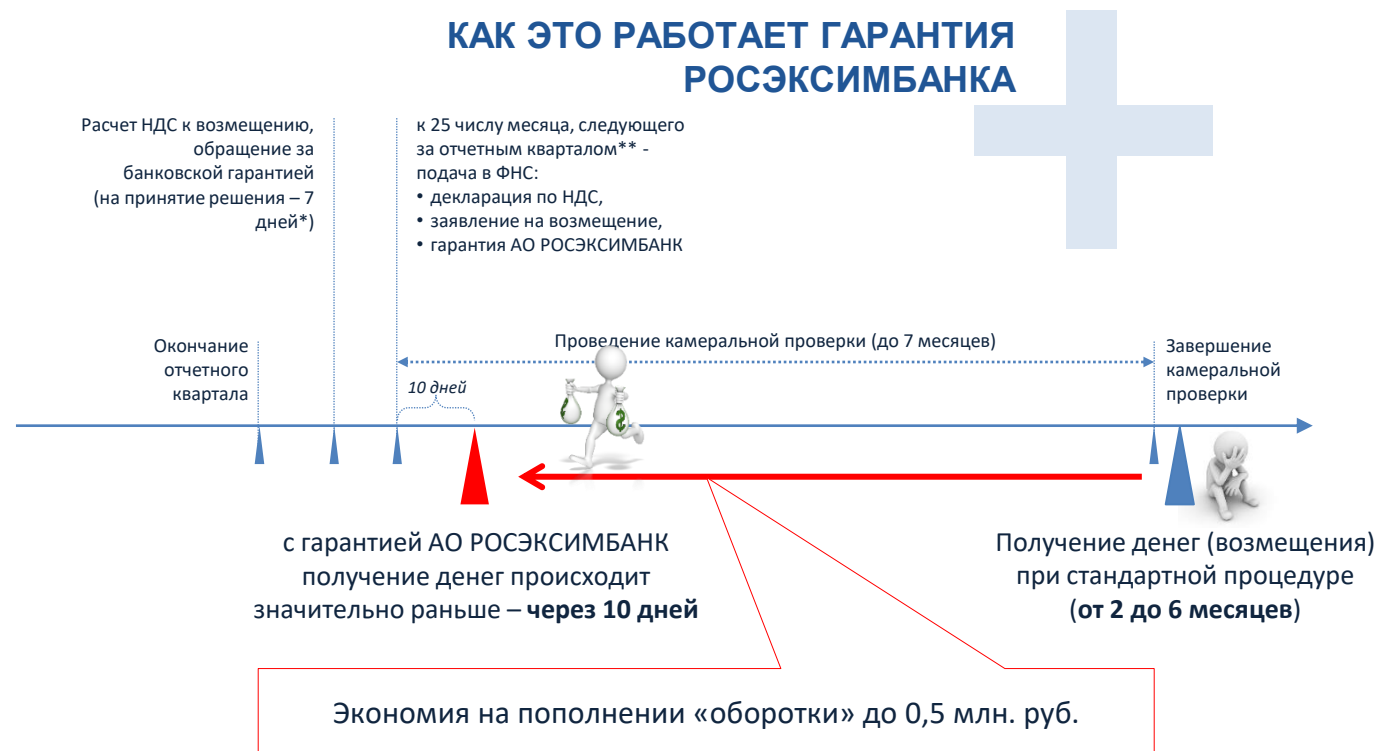 КАК ЭТО РАБОТАЕТ ГАРАНТИЯ
РОСЭКСИМБАНКА
Расчет НДС к возмещению,
обращение за
банковской гарантией
(на принятие решения – 7
дней*)
к 25 числу месяца, следующего
за отчетным кварталом** -
подача в ФНС:
• декларация по НДС,
• заявление на возмещение,
• гарантия АО РОСЭКСИМБАНК
Окончание
отчетного
квартала
10 дней
Проведение камеральной проверки (до 7 месяцев)
Завершение
камеральной
проверки
с гарантией АО РОСЭКСИМБАНК
получение денег происходит
значительно раньше – через 10 дней
Получение денег (возмещения)
при стандартной процедуре
(от 2 до 6 месяцев)
Экономия на пополнении «оборотки» до 0,5 млн. руб.